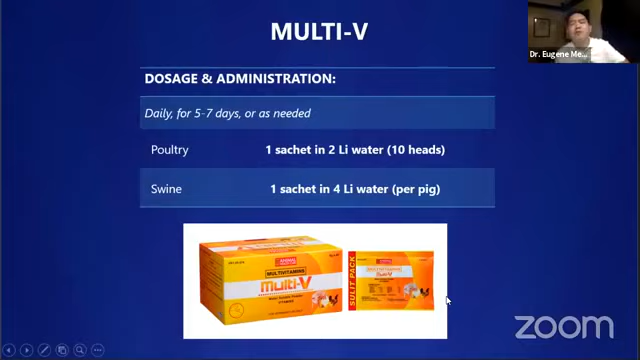 MULTI-V
Dr. Eugene Me...
DOSAGE & ADMINISTRATION:
Daily, for 5-7 days, or as needed
Poultry 1 sachet in 2 Li water (10 heads)
Swine 1 sachet in 4 Li water (per pig)
MULTIVITAMINS
multi-V
SULIT PACK
MULTIVITAMINS
zoom